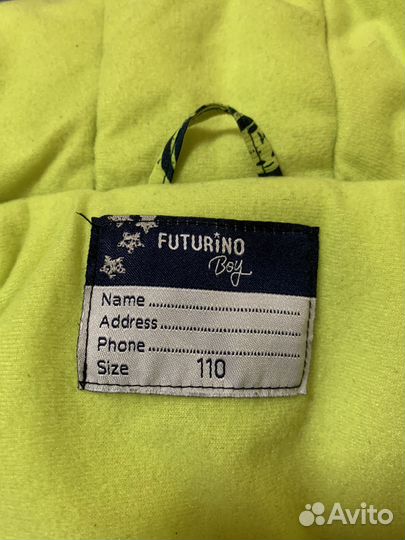 FUTURiNO
Boy
Name
Address
Phone
Size 110
Avito